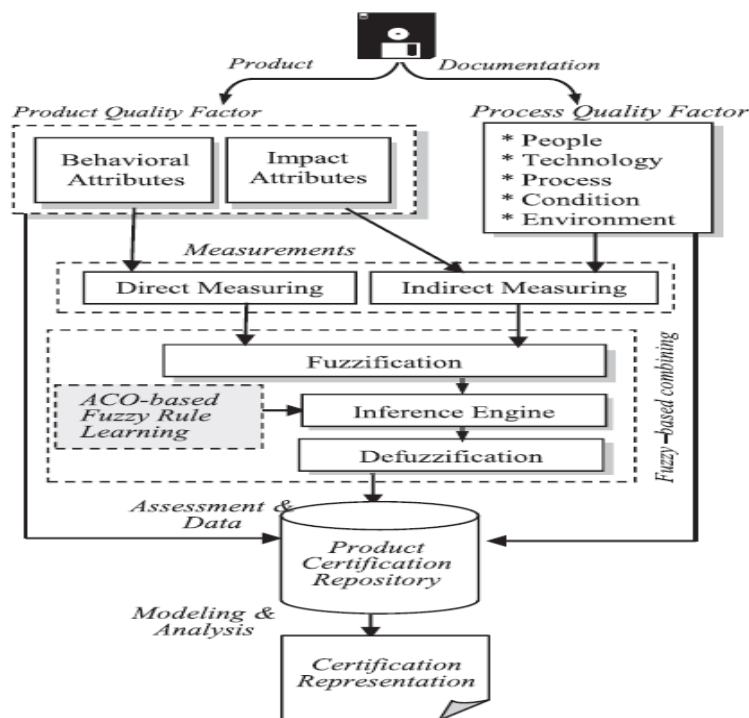 Product
Documentation
Product Quality Factor
Process Quality Factor
Behavioral
Attributes
Impact
Attributes
* People
* Technology
* Process
* Condition
* Environment
Measurements
Direct Measuring
Indirect Measuring
Fuzzification
ACO-based
Fuzzy Rule
Learning
Inference Engine
Defuzzification
Fuzzy-based combining
Assessment &
Data
Product
Certification
Repository
Modeling &
Analysis
Certification
Representation